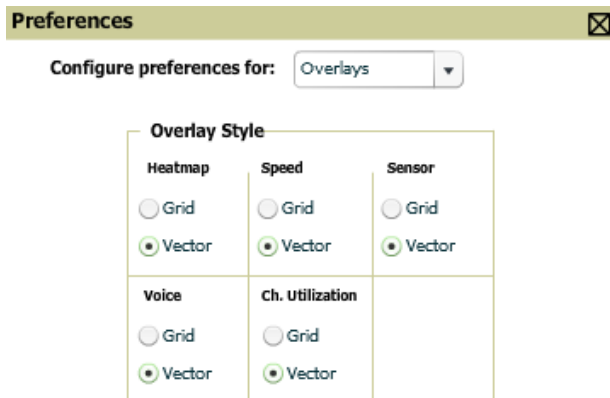 Preferences
Configure preferences for: Overlays
Overlay Style
Heatmap Speed Sensor
Grid Grid Grid
Vector Vector Vector
Voice Ch. Utilization
Grid Grid
Vector Vector